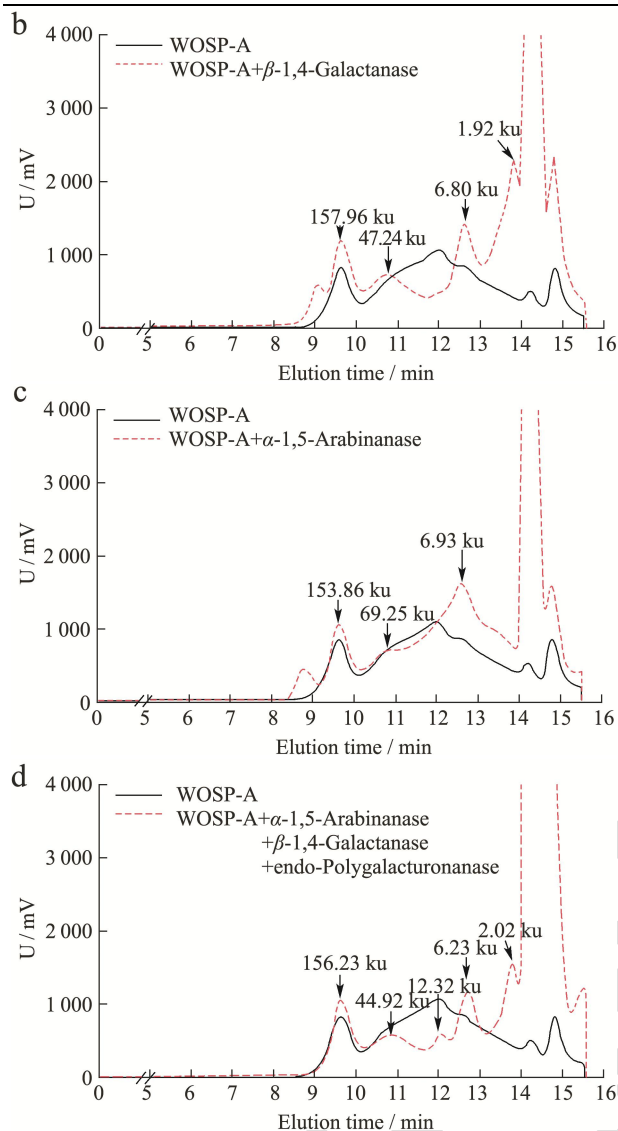 b
4 000
WOSP-A
WOSP-A+β-1,4-Galactanase
3 000
1.92 ku
2 000
6.80 ku
157.96 ku
47.24 ku
1 000
0
U / mV
0 5 6 7 8 9 10 11 12 13 14 15 16
Elution time / min
c
4 000
WOSP-A
WOSP-A+α-1,5-Arabinanase
3 000
6.93 ku
2 000
153.86 ku
69.25 ku
1 000
0
U / mV
0 5 6 7 8 9 10 11 12 13 14 15 16
Elution time / min
d
4 000
WOSP-A
WOSP-A+α-1,5-Arabinanase
+β-1,4-Galactanase
+endo-Polygalacturonanase
3 000
2 000
2.02 ku
6.23 ku
156.23 ku
12.32 ku
44.92 ku
1 000
0
U / mV
0 5 6 7 8 9 10 11 12 13 14 15 16
Elution time / min